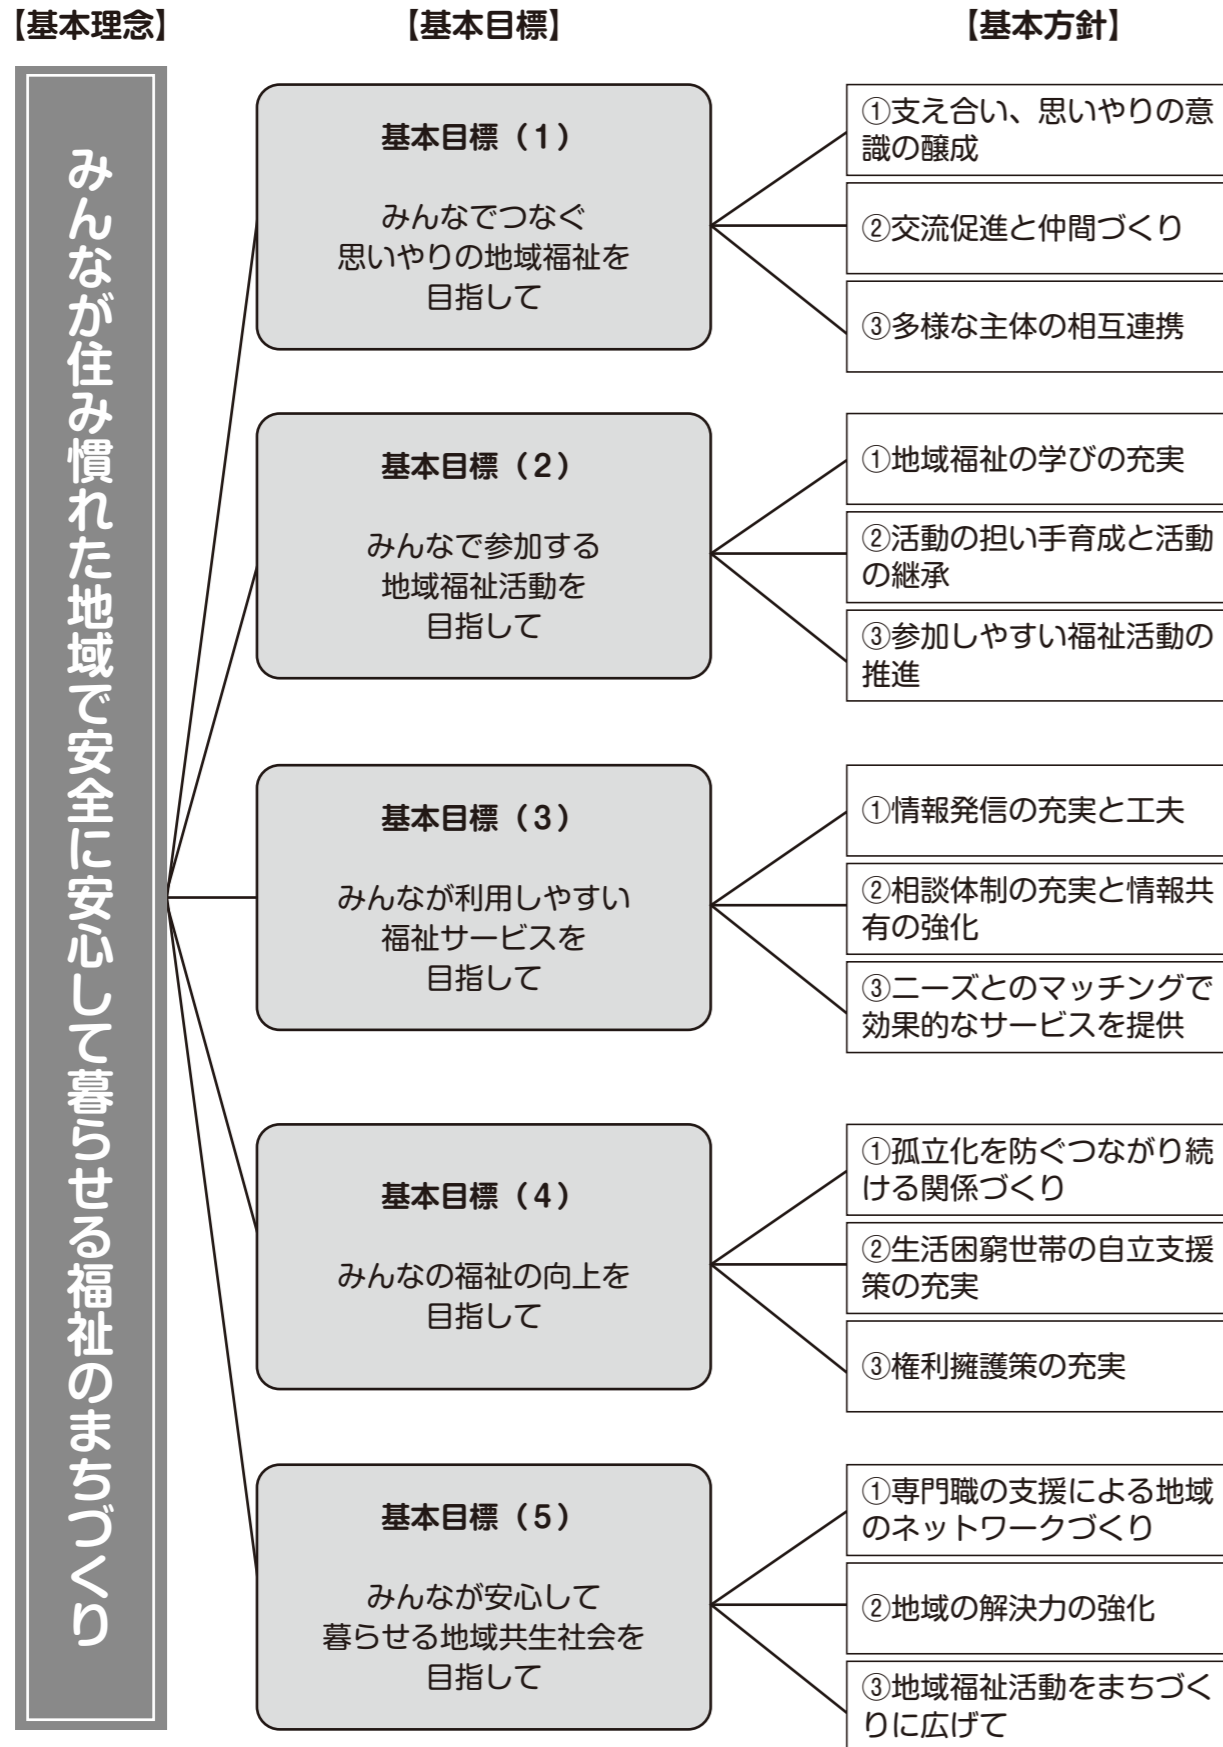 【基本理念】
【基本目標】
【基本方針】
みんなが住み慣れた地域で安全に安心して暮らせる福祉のまちづくり
基本目標（1）
みんなでつなぐ
思いやりの地域福祉を
目指して
①支え合い、思いやりの意
識の醸成
②交流促進と仲間づくり
③多様な主体の相互連携
基本目標（2）
みんなで参加する
地域福祉活動を
目指して
①地域福祉の学びの充実
②活動の担い手育成と活動
の継承
③参加しやすい福祉活動の
推進
基本目標（3）
みんなが利用しやすい
福祉サービスを
目指して
①情報発信の充実と工夫
②相談体制の充実と情報共
有の強化
③ニーズとのマッチングで
効果的なサービスを提供
基本目標（4）
みんなの福祉の向上を
目指して
①孤立化を防ぐつながり続
ける関係づくり
②生活困窮世帯の自立支援
策の充実
③権利擁護策の充実
基本目標（5）
みんなが安心して
暮らせる地域共生社会を
目指して
①専門職の支援による地域
のネットワークづくり
②地域の解決力の強化
③地域福祉活動をまちづく
りに広げて